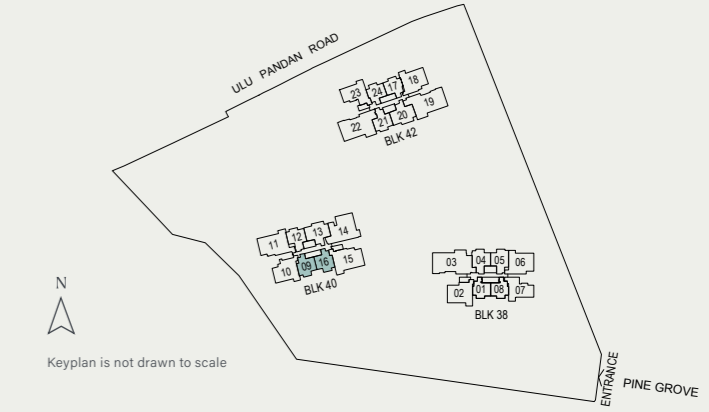 ULU PANDAN ROAD
23 24 17 18
22 21 20 19
BLK 42
11 12 13 14
10 09 16 15
BLK 40
03 04 05 06
02 01 08 07
BLK 38
N
Keyplan is not drawn to scale
ENTRANCE
PINE GROVE